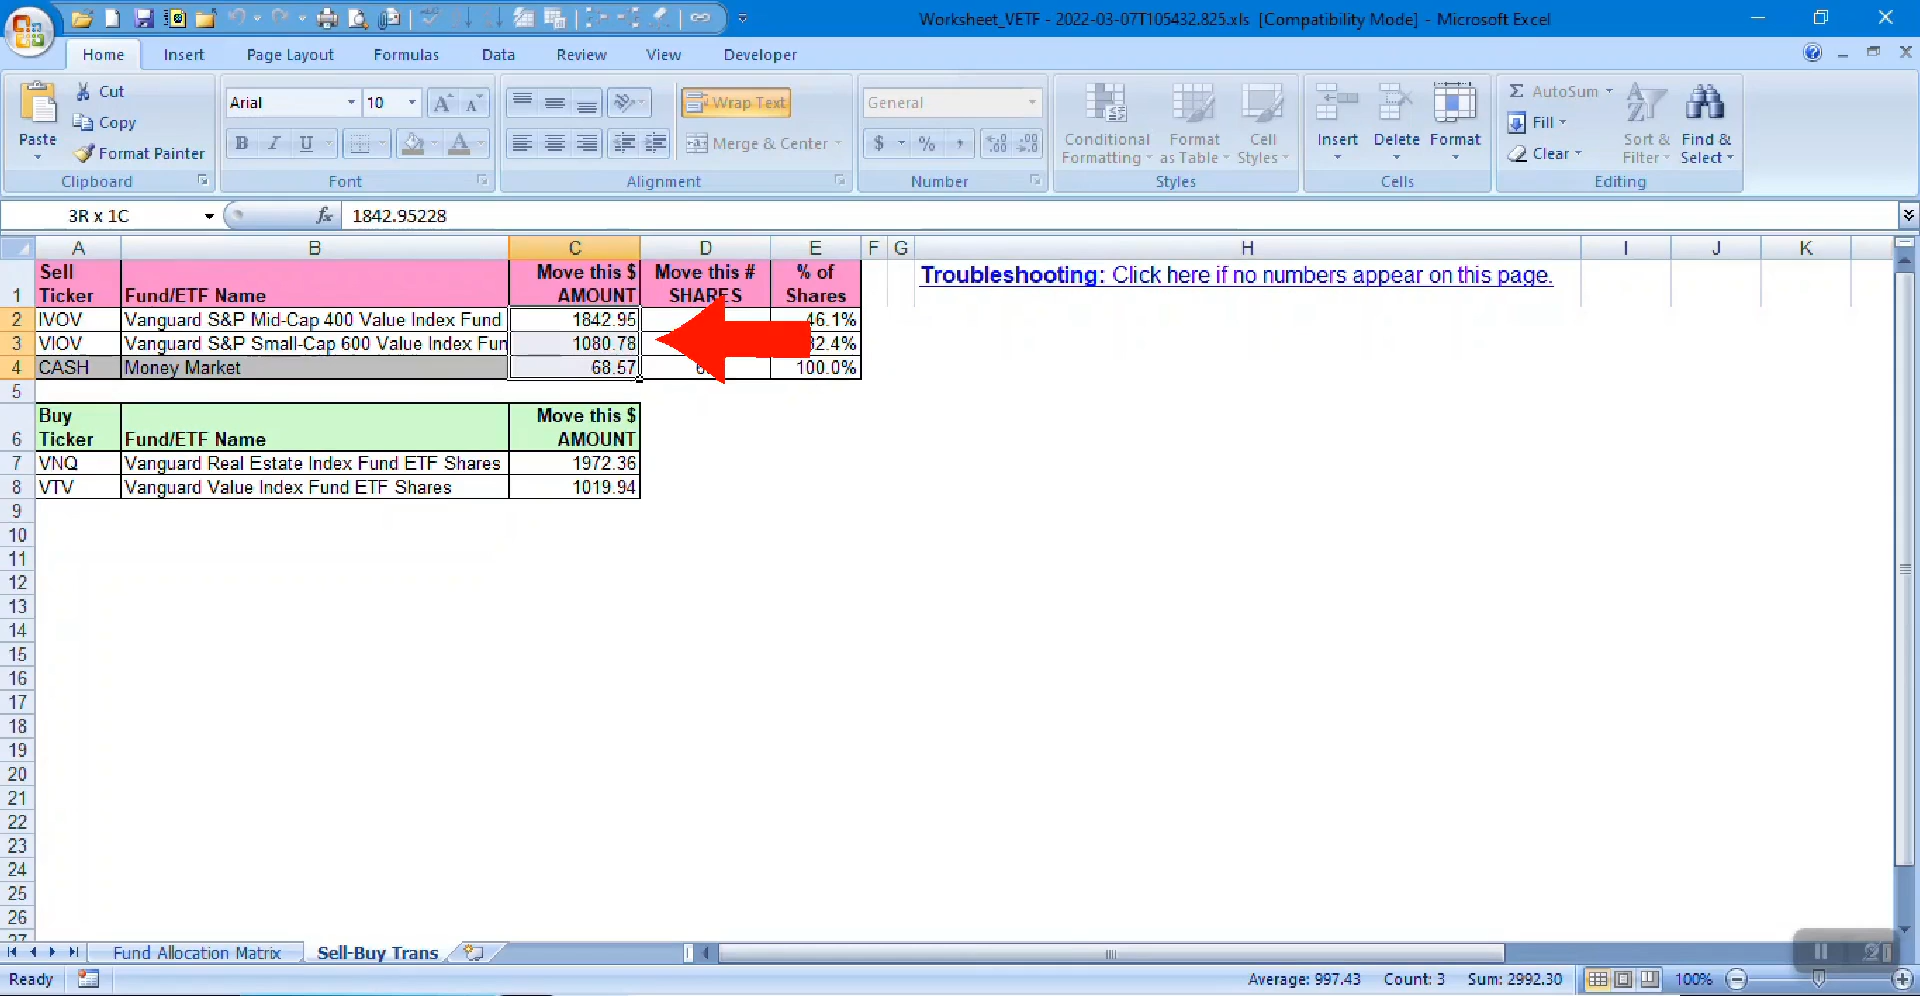 Worksheet_VETF - 2022-03-07T105432.825.xls [Compatibility Mode] - Microsoft Excel
Home Insert Page Layout Formulas Data Review View Developer
Paste Cut Copy Format Painter
Clipboard
Arial 10
B I U A
Font
Wrap Text
Merge & Center
Alignment
General
$ % ,
Number
Conditional Formatting Format as Table Cell Styles
Styles
Insert Delete Format
Cells
Σ AutoSum Fill Clear
Sort & Filter Find & Select
Editing
3R x 1C fx 1842.95228
A B C D E F G H I J K
1 Sell Ticker Fund/ETF Name Move this $ AMOUNT Move this # SHARES % of Shares Troubleshooting: Click here if no numbers appear on this page.
2 IVOV Vanguard S&P Mid-Cap 400 Value Index Fund 1842.95 46.1%
3 VIOV Vanguard S&P Small-Cap 600 Value Index Fun 1080.78 2.4%
4 CASH Money Market 68.57 100.0%
5
6 Buy Ticker Fund/ETF Name Move this $ AMOUNT
7 VNQ Vanguard Real Estate Index Fund ETF Shares 1972.36
8 VTV Vanguard Value Index Fund ETF Shares 1019.94
9
10
11
12
13
14
15
16
17
18
19
20
21
22
23
24
25
26
27
Fund Allocation Matrix Sell-Buy Trans
Ready Average: 997.43 Count: 3 Sum: 2992.30 100%